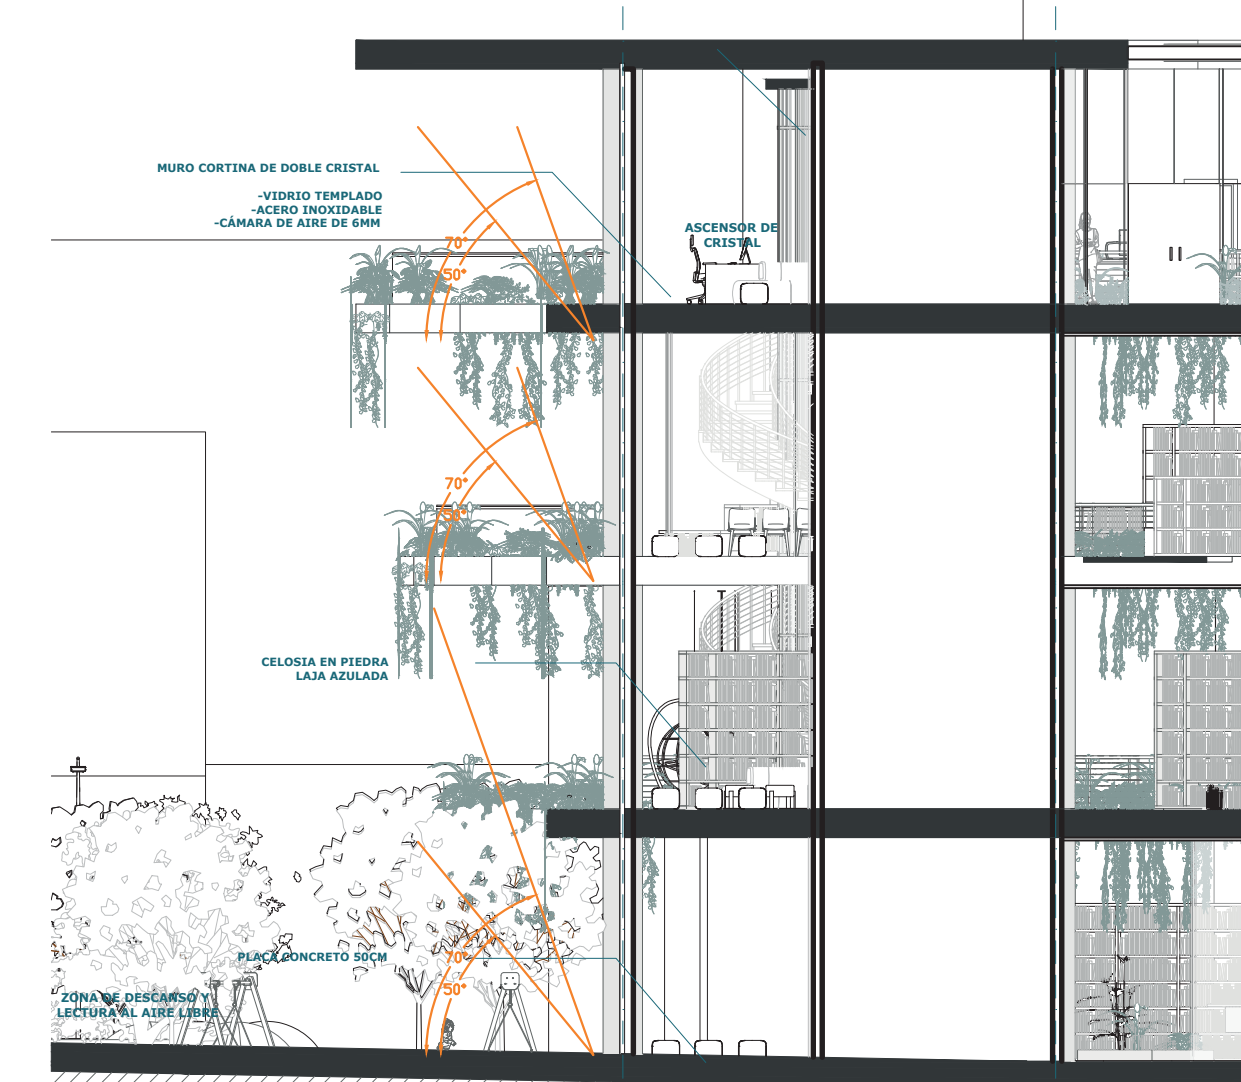 MURO CORTINA DE DOBLE CRISTAL
-VIDRIO TEMPLADO
-ACERO INOXIDABLE
-CÁMARA DE AIRE DE 6MM
ASCENSOR DE
CRISTAL
70°
50°
70°
50°
CELOSIA EN PIEDRA
LAJA AZULADA
PLACA CONCRETO 50CM
70°
50°
ZONA DE DESCANSO Y
LECTURA AL AIRE LIBRE